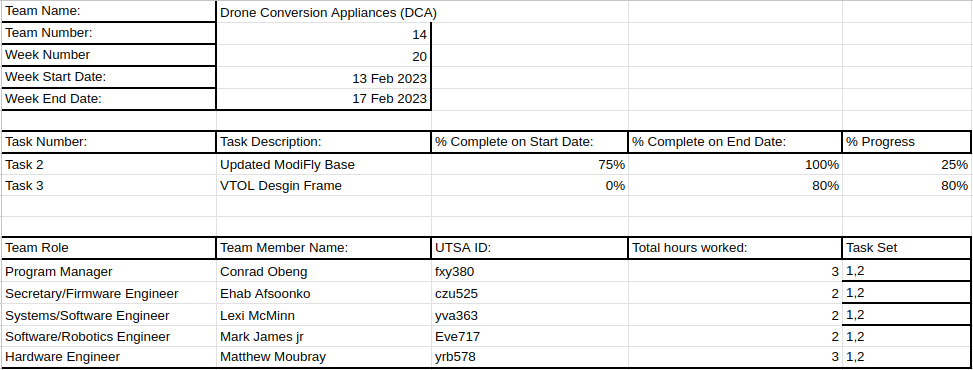 Team Name: Drone Conversion Appliances (DCA)
Team Number: 14
Week Number 20
Week Start Date: 13 Feb 2023
Week End Date: 17 Feb 2023
Task Number: Task Description: % Complete on Start Date: % Complete on End Date: % Progress
Task 2 Updated ModiFly Base 75% 100% 25%
Task 3 VTOL Desgin Frame 0% 80% 80%
Team Role Team Member Name: UTSA ID: Total hours worked: Task Set
Program Manager Conrad Obeng fxy380 3 1,2
Secretary/Firmware Engineer Ehab Afsoonko czu525 2 1,2
Systems/Software Engineer Lexi McMinn yva363 2 1,2
Software/Robotics Engineer Mark James jr Eve717 2 1,2
Hardware Engineer Matthew Moubray yrb578 3 1,2